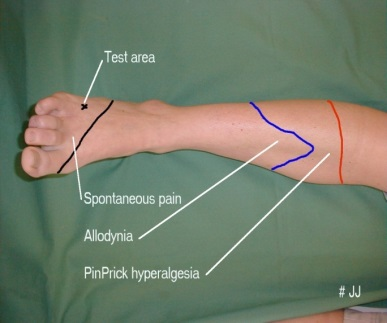 Test area
Spontaneous pain
Allodynia
PinPrick hyperalgesia
# JJ